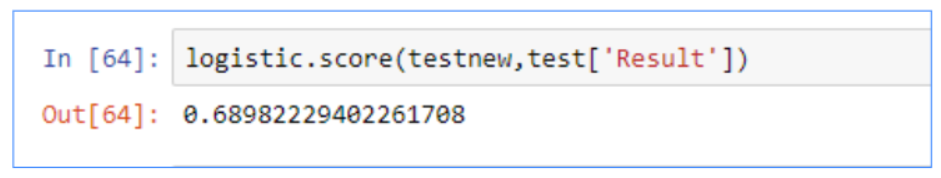 In [64]: logistic.score(testnew,test['Result'])
Out[64]: 0.68982229402261708